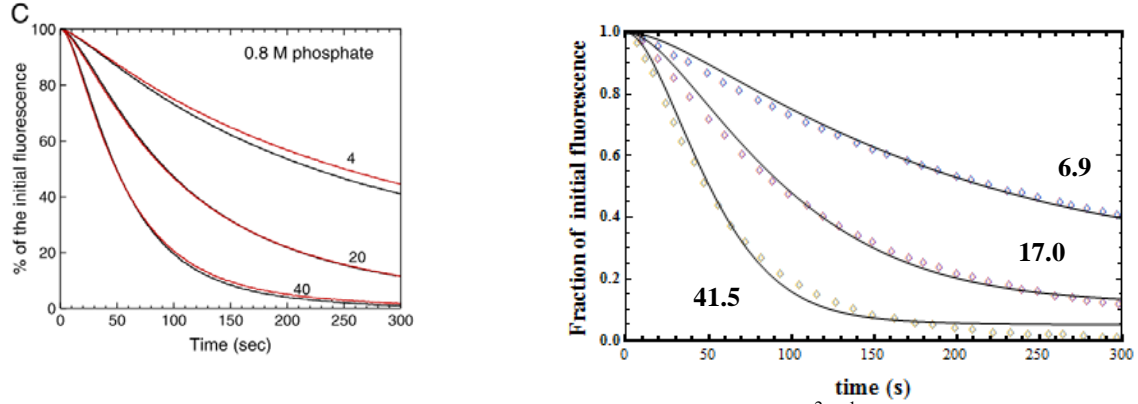 C
0.8 M phosphate
% of the initial fluorescence
100
80
60
40
20
0
4
20
40
0 50 100 150 200 250 300
Time (sec)
Fraction of initial fluorescence
1.0
0.8
0.6
0.4
0.2
0.0
6.9
17.0
41.5
0 50 100 150 200 250 300
time (s)